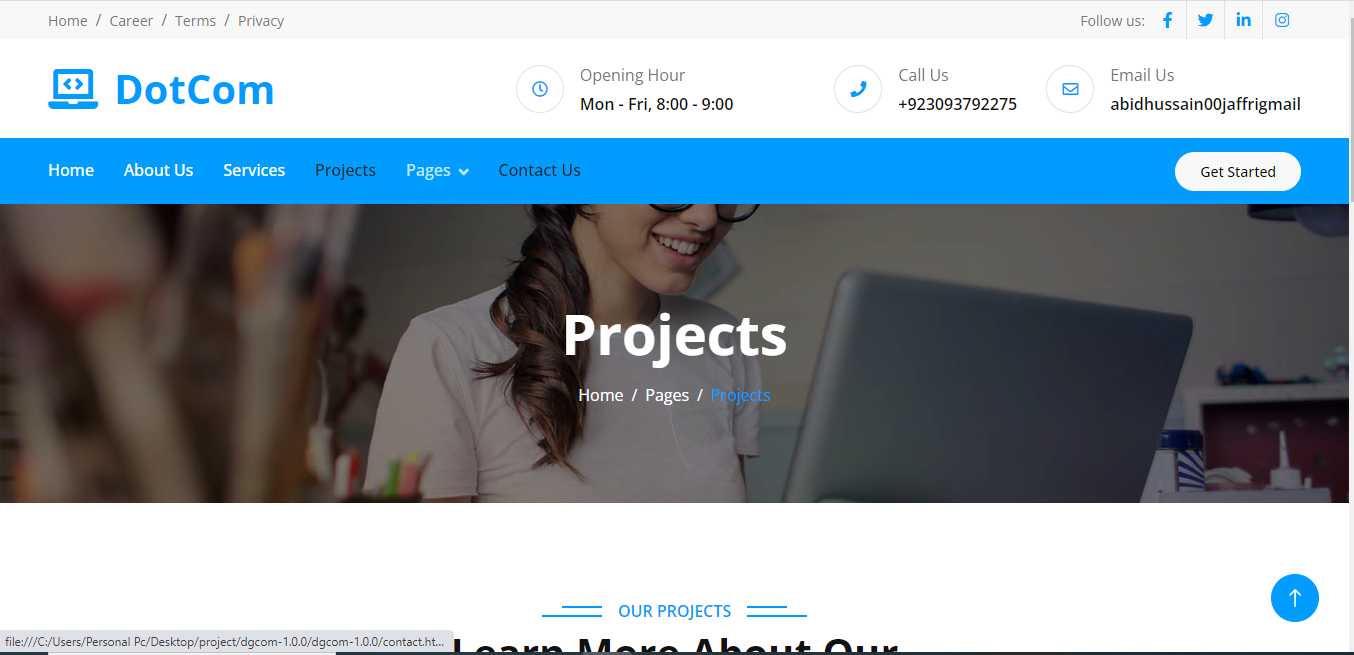 Home / Career / Terms / Privacy
Follow us:
DotCom
Opening Hour
Mon - Fri, 8:00 - 9:00
Call Us
+923093792275
Email Us
abidhussain00jaffrigmail
Home About Us Services Projects Pages Contact Us
Get Started
Projects
Home / Pages / Projects
OUR PROJECTS
Learn More About Our
file:///C:/Users/Personal Pc/Desktop/project/dgcom-1.0.0/dgcom-1.0.0/contact.ht...